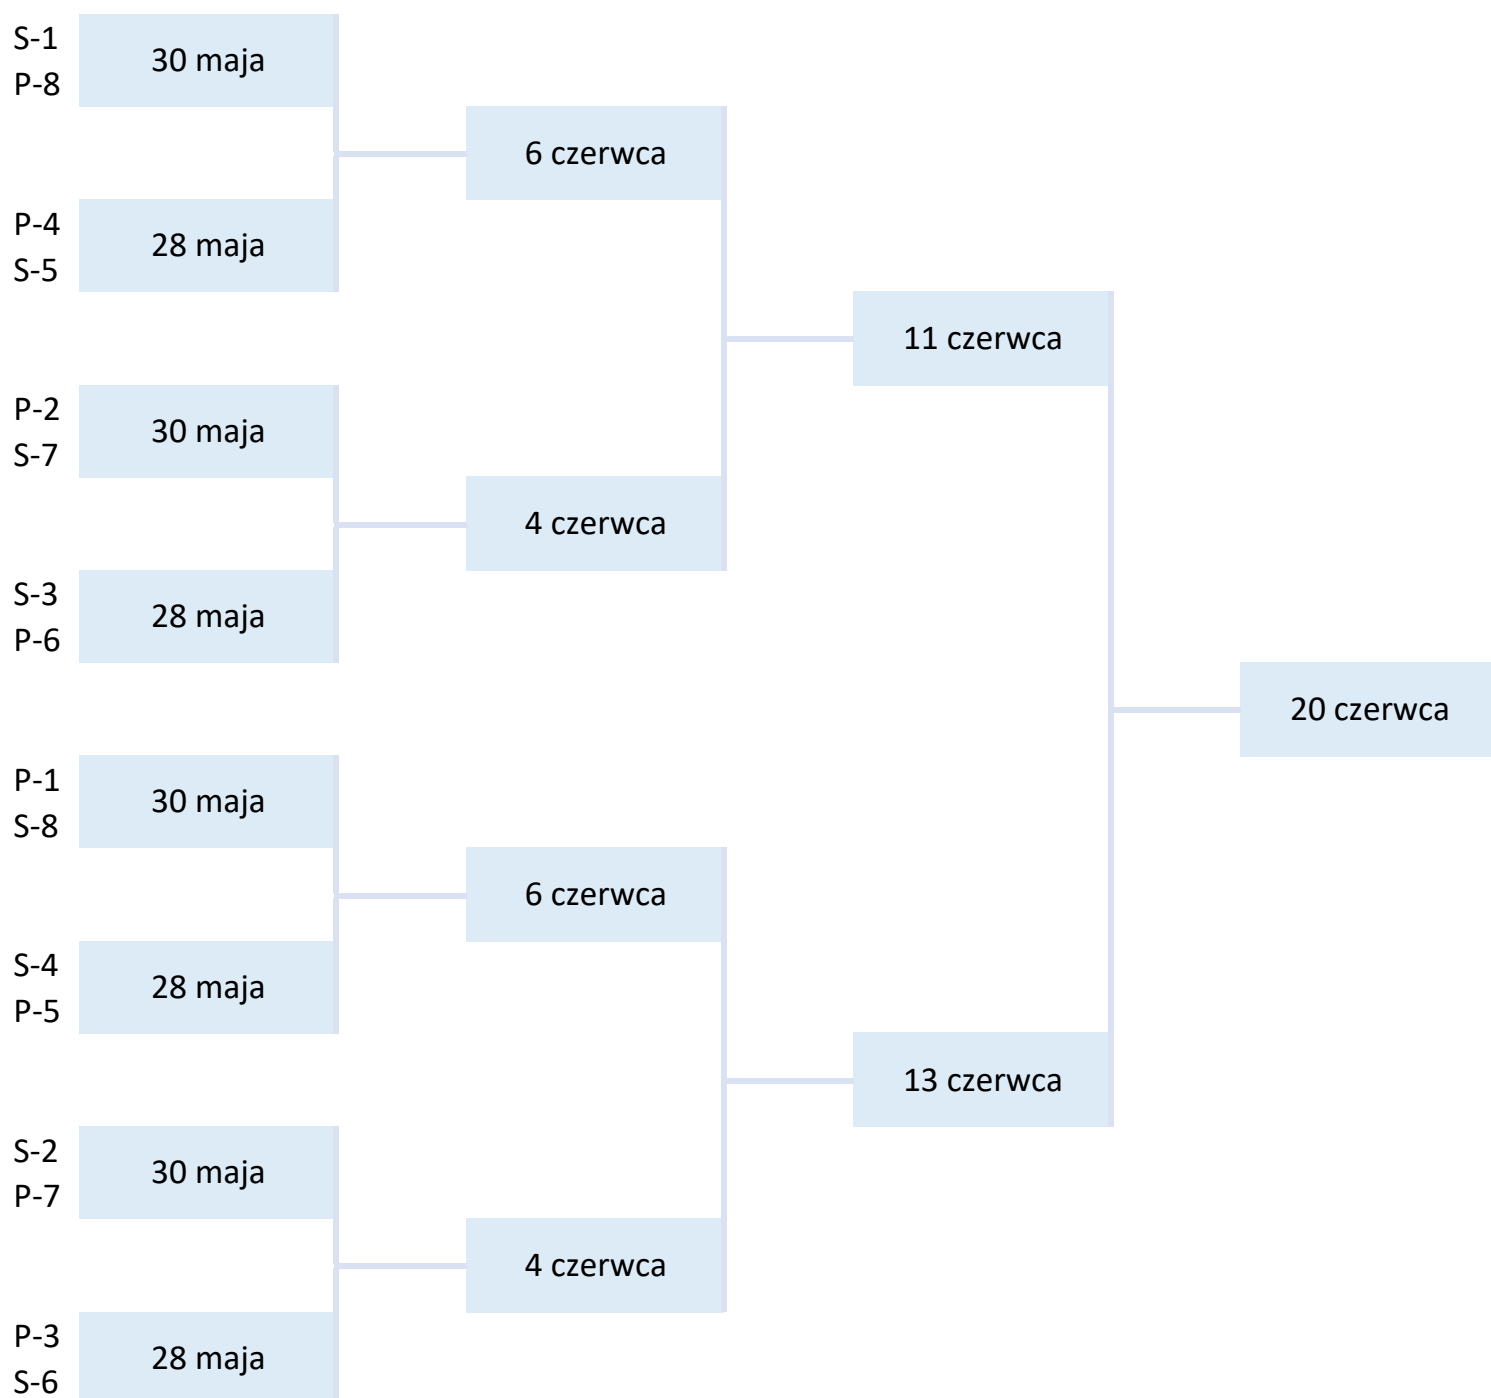 S-1
30 maja
P-8
6 czerwca
P-4
28 maja
S-5
11 czerwca
P-2
30 maja
S-7
4 czerwca
S-3
28 maja
P-6
20 czerwca
P-1
30 maja
S-8
6 czerwca
S-4
28 maja
P-5
13 czerwca
S-2
30 maja
P-7
4 czerwca
P-3
28 maja
S-6